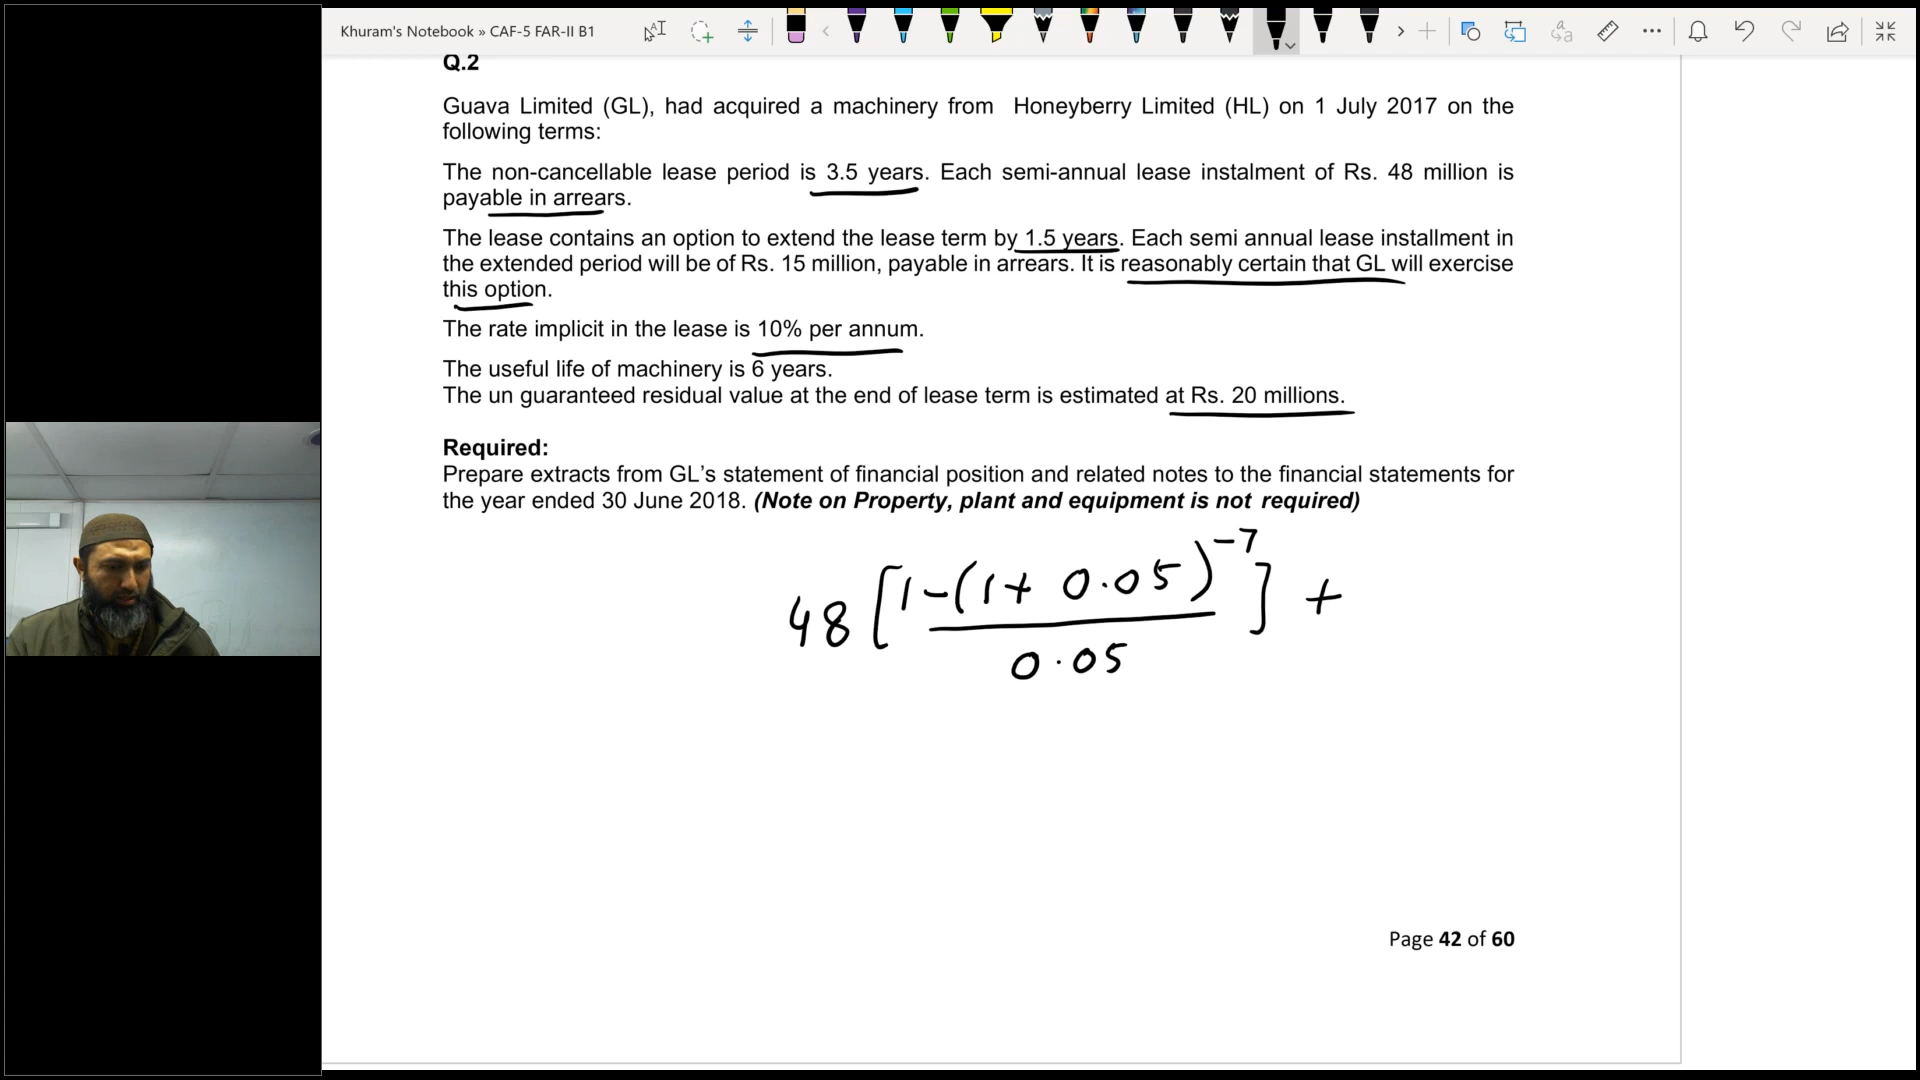 Khuram's Notebook » CAF-5 FAR-II B1
Q.2
Guava Limited (GL), had acquired a machinery from Honeyberry Limited (HL) on 1 July 2017 on the
following terms:
The non-cancellable lease period is 3.5 years. Each semi-annual lease instalment of Rs. 48 million is
payable in arrears.
The lease contains an option to extend the lease term by 1.5 years. Each semi annual lease installment in
the extended period will be of Rs. 15 million, payable in arrears. It is reasonably certain that GL will exercise
this option.
The rate implicit in the lease is 10% per annum.
The useful life of machinery is 6 years.
The un guaranteed residual value at the end of lease term is estimated at Rs. 20 millions.
Required:
Prepare extracts from GL's statement of financial position and related notes to the financial statements for
the year ended 30 June 2018. (Note on Property, plant and equipment is not required)
48 [1-(1+ 0.05)^-7] +
0.05
Page 42 of 60